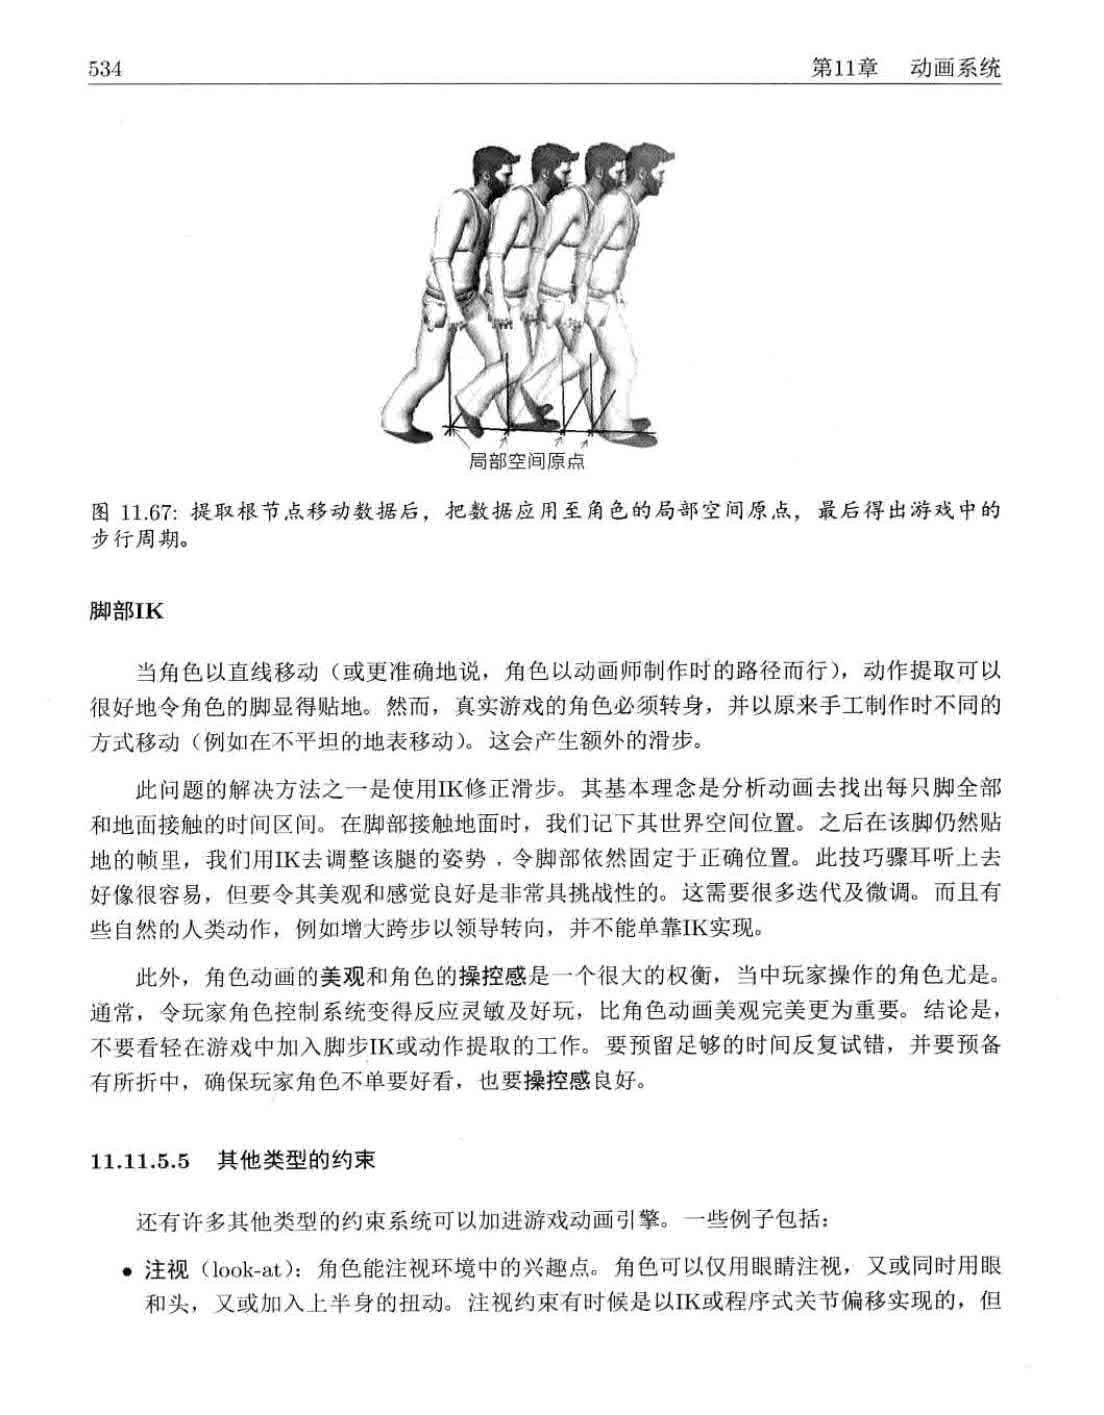 534
第11章 动画系统
局部空间原点
图 11.67: 提取根节点移动数据后，把数据应用至角色的局部空间原点，最后得出游戏中的
步行周期。
脚部IK
当角色以直线移动（或更准确地说，角色以动画师制作时的路径而行），动作提取可以
很好地令角色的脚显得贴地。然而，真实游戏的角色必须转身，并以原来手工制作时不同的
方式移动（例如在不平坦的地表移动）。这会产生额外的滑步。
此问题的解决方法之一是使用IK修正滑步。其基本理念是分析动画去找出每只脚全部
和地面接触的时间区间。在脚部接触地面时，我们记下其世界空间位置。之后在该脚仍然贴
地的帧里，我们用IK去调整该腿的姿势，令脚部依然固定于正确位置。此技巧骤耳听上去
好像很容易，但要令其美观和感觉良好是非常具挑战性的。这需要很多迭代及微调。而且有
些自然的人类动作，例如增大跨步以领导转向，并不能单靠IK实现。
此外，角色动画的美观和角色的操控感是一个很大的权衡，当中玩家操作的角色尤是。
通常，令玩家角色控制系统变得反应灵敏及好玩，比角色动画美观完美更为重要。结论是，
不要看轻在游戏中加入脚步IK或动作提取的工作。要预留足够的时间反复试错，并要预备
有所折中，确保玩家角色不单要好看，也要操控感良好。
11.11.5.5 其他类型的约束
还有许多其他类型的约束系统可以加进游戏动画引擎。一些例子包括：
● 注视（look-at）：角色能注视环境中的兴趣点。角色可以仅用眼睛注视，又或同时用眼
和头，又或加入上半身的扭动。注视约束有时候是以IK或程序式关节偏移实现的，但